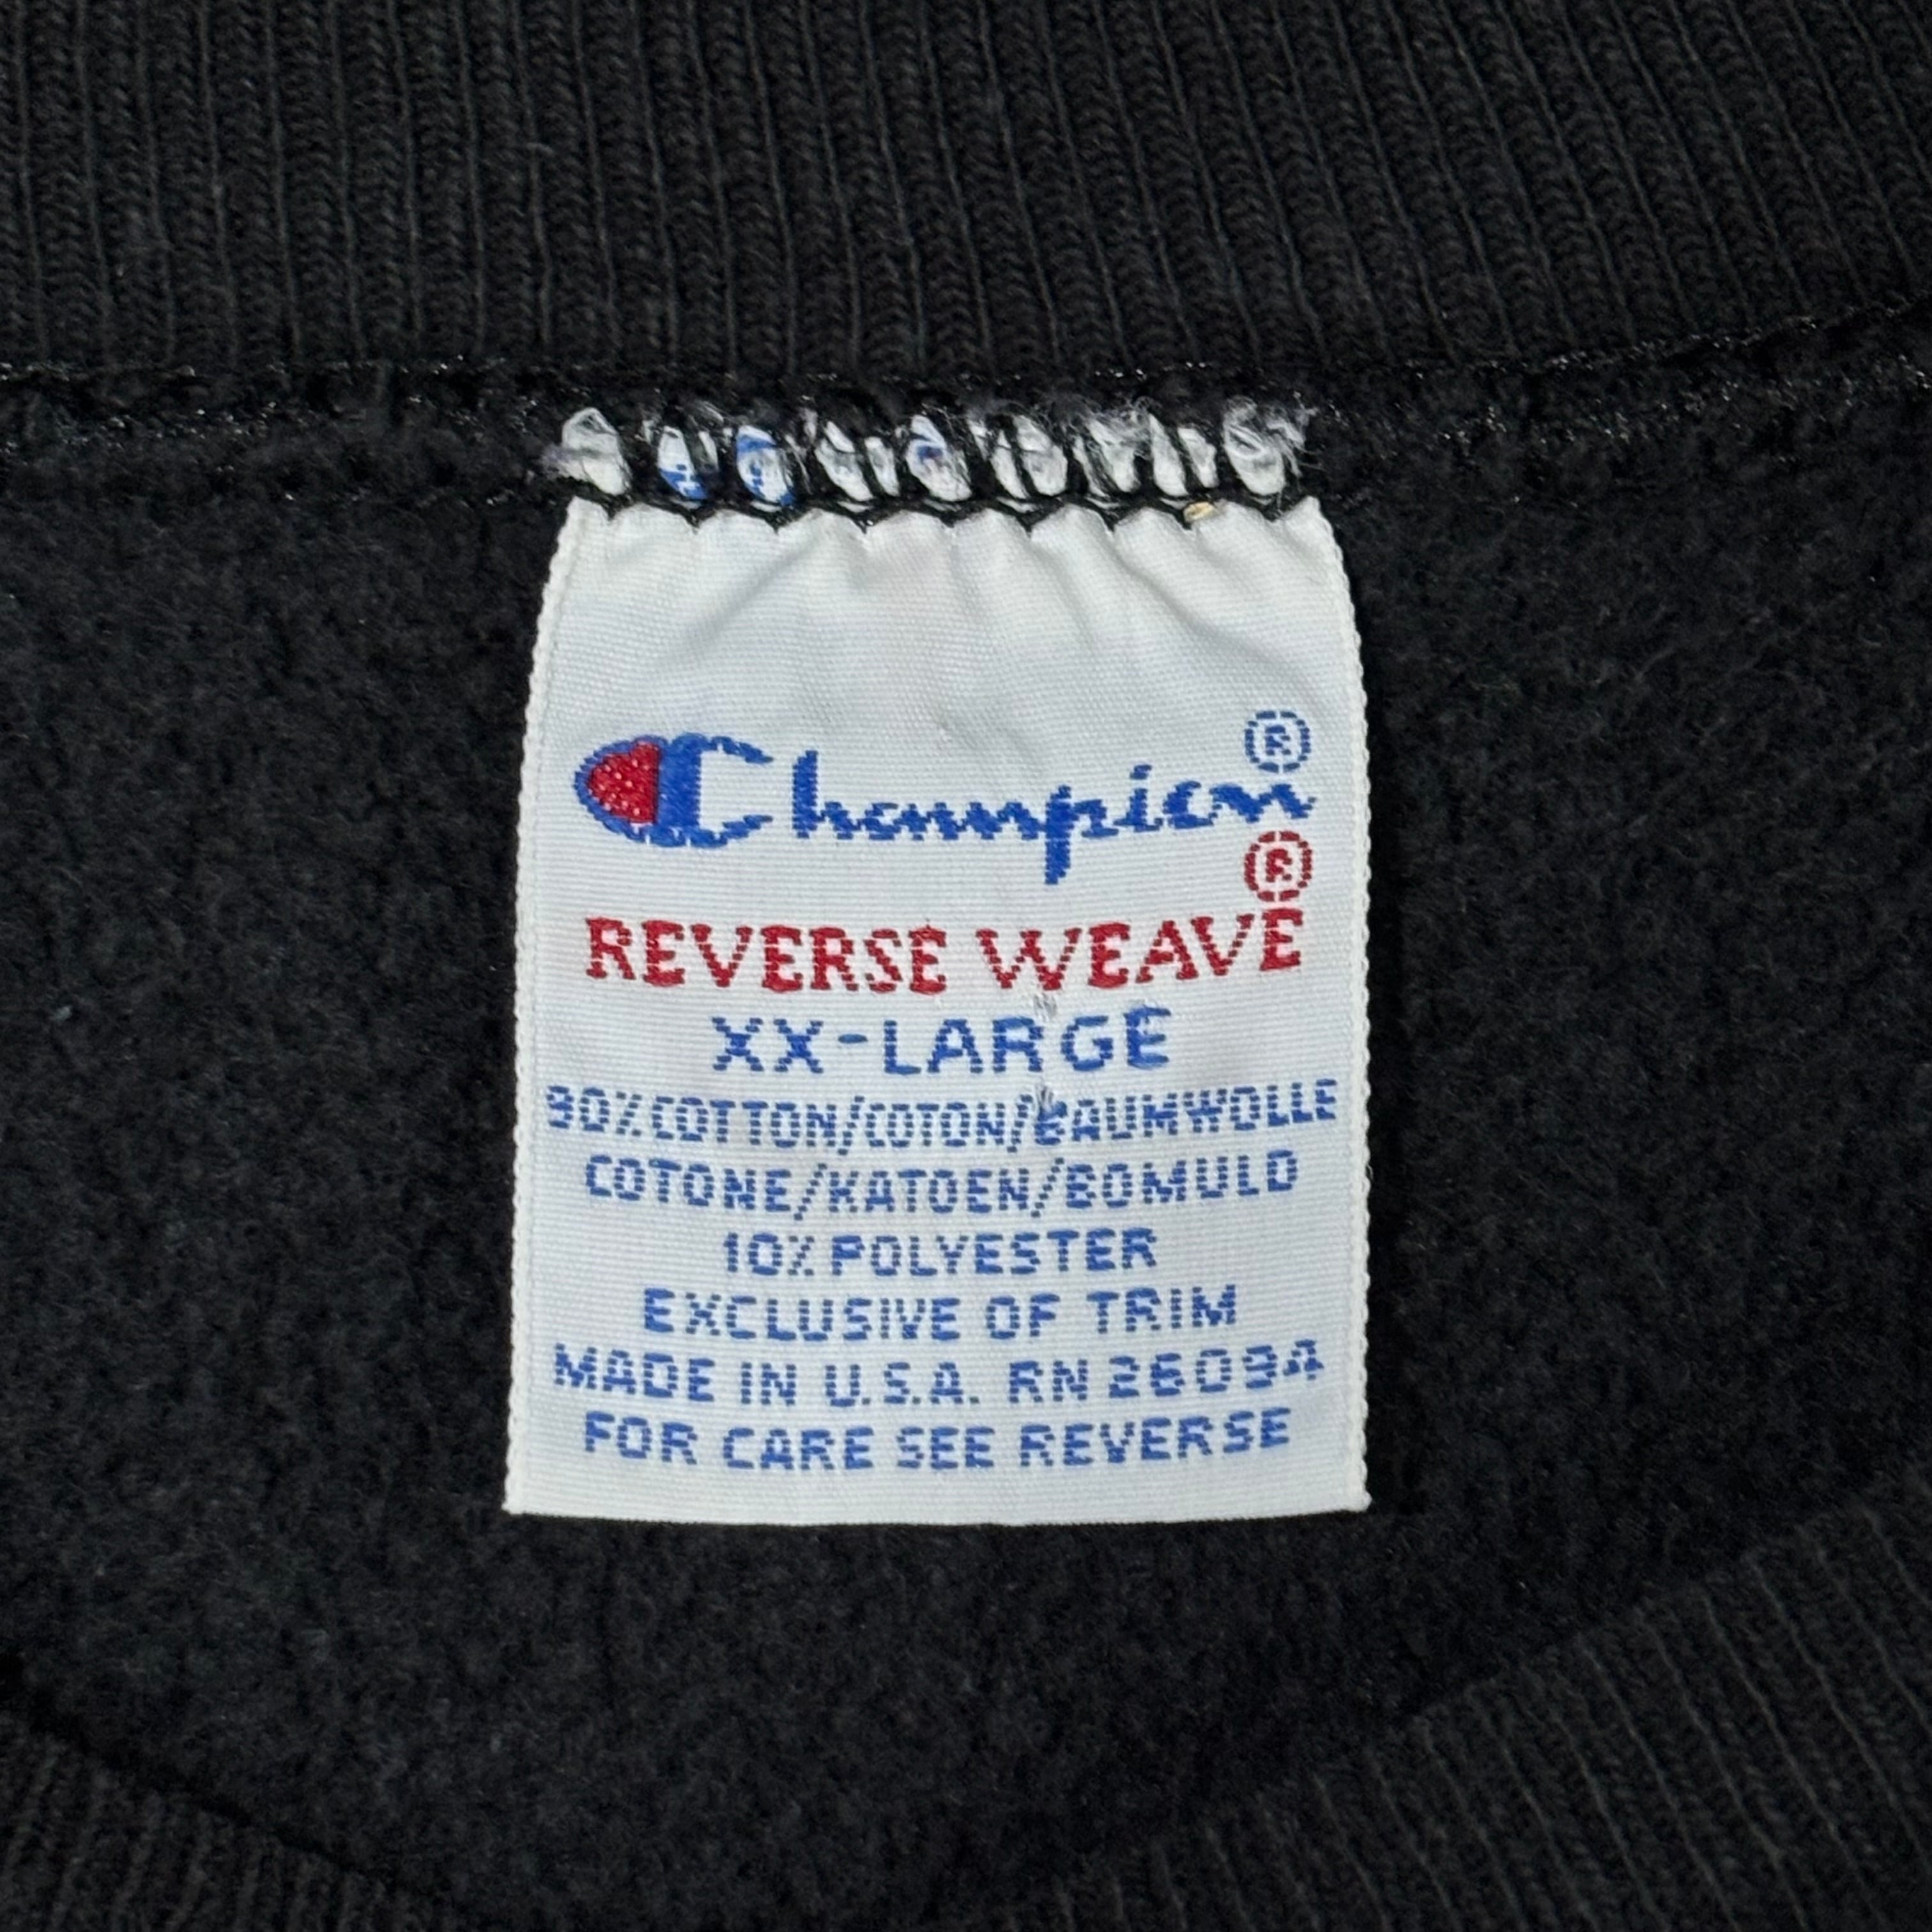 Champion®
REVERSE WEAVE®
XX-LARGE
90% COTTON/COTON/BAUMWOLLE
COTONE/KATOEN/BOMULD
10% POLYESTER
EXCLUSIVE OF TRIM
MADE IN U.S.A. RN 26094
FOR CARE SEE REVERSE